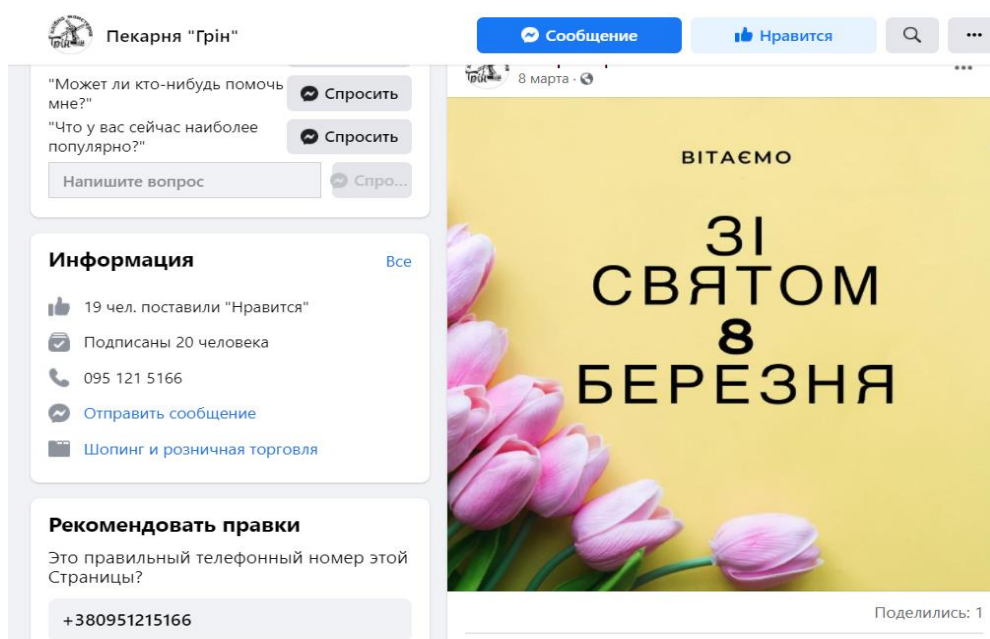 Пекарня "Грін"
Сообщение
Нравится
"Может ли кто-нибудь помочь
мне?"
Спросить
"Что у вас сейчас наиболее
популярно?"
Спросить
Напишите вопрос
Спро...
Информация
Все
19 чел. поставили "Нравится"
Подписаны 20 человека
095 121 5166
Отправить сообщение
Шопинг и розничная торговля
Рекомендовать правки
Это правильный телефонный номер этой
Страницы?
+380951215166
8 марта ·
ВІТАЄМО
ЗІ
СВЯТОМ
8
БЕРЕЗНЯ
Поделились: 1